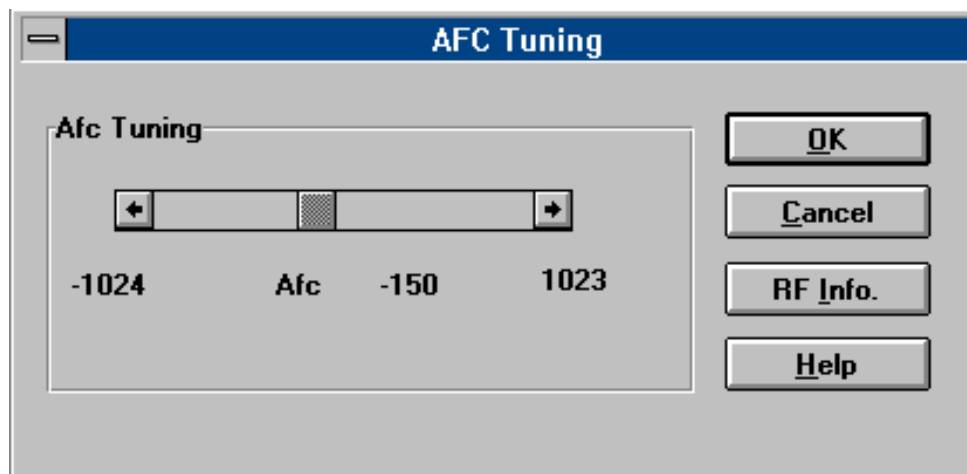 AFC Tuning
Afc Tuning
-1024 Afc -150 1023
OK
Cancel
RF Info.
Help